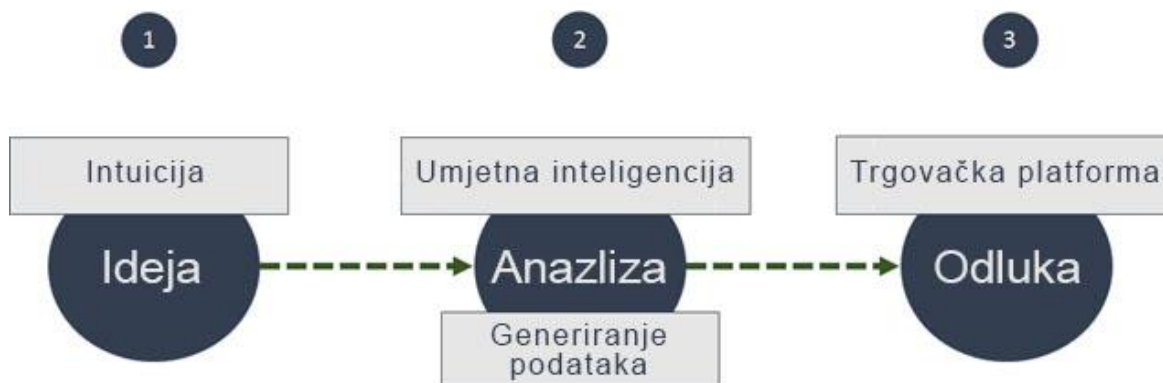 1
2
3
Intuicija
Umjetna inteligencija
Trgovačka platforma
Ideja
Anazliza
Odluka
Generiranje
podataka